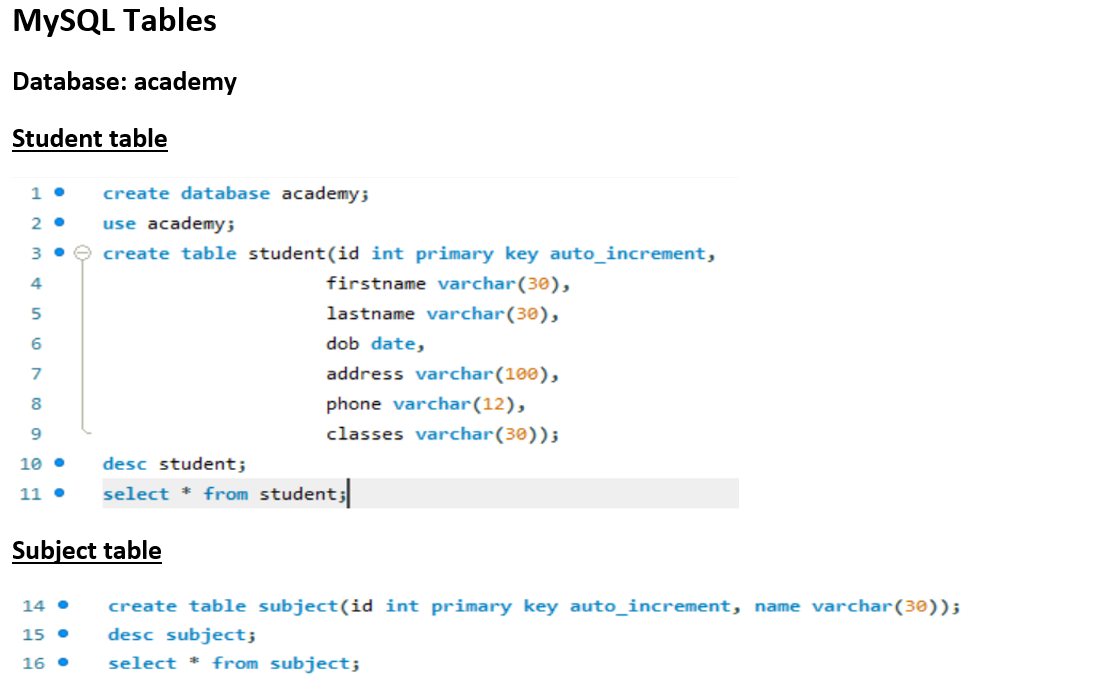 MySQL Tables
Database: academy
Student table
1 create database academy;
2 use academy;
3 create table student(id int primary key auto_increment,
4 firstname varchar(30),
5 lastname varchar(30),
6 dob date,
7 address varchar(100),
8 phone varchar(12),
9 classes varchar(30));
10 desc student;
11 select * from student;
Subject table
14 create table subject(id int primary key auto_increment, name varchar(30));
15 desc subject;
16 select * from subject;